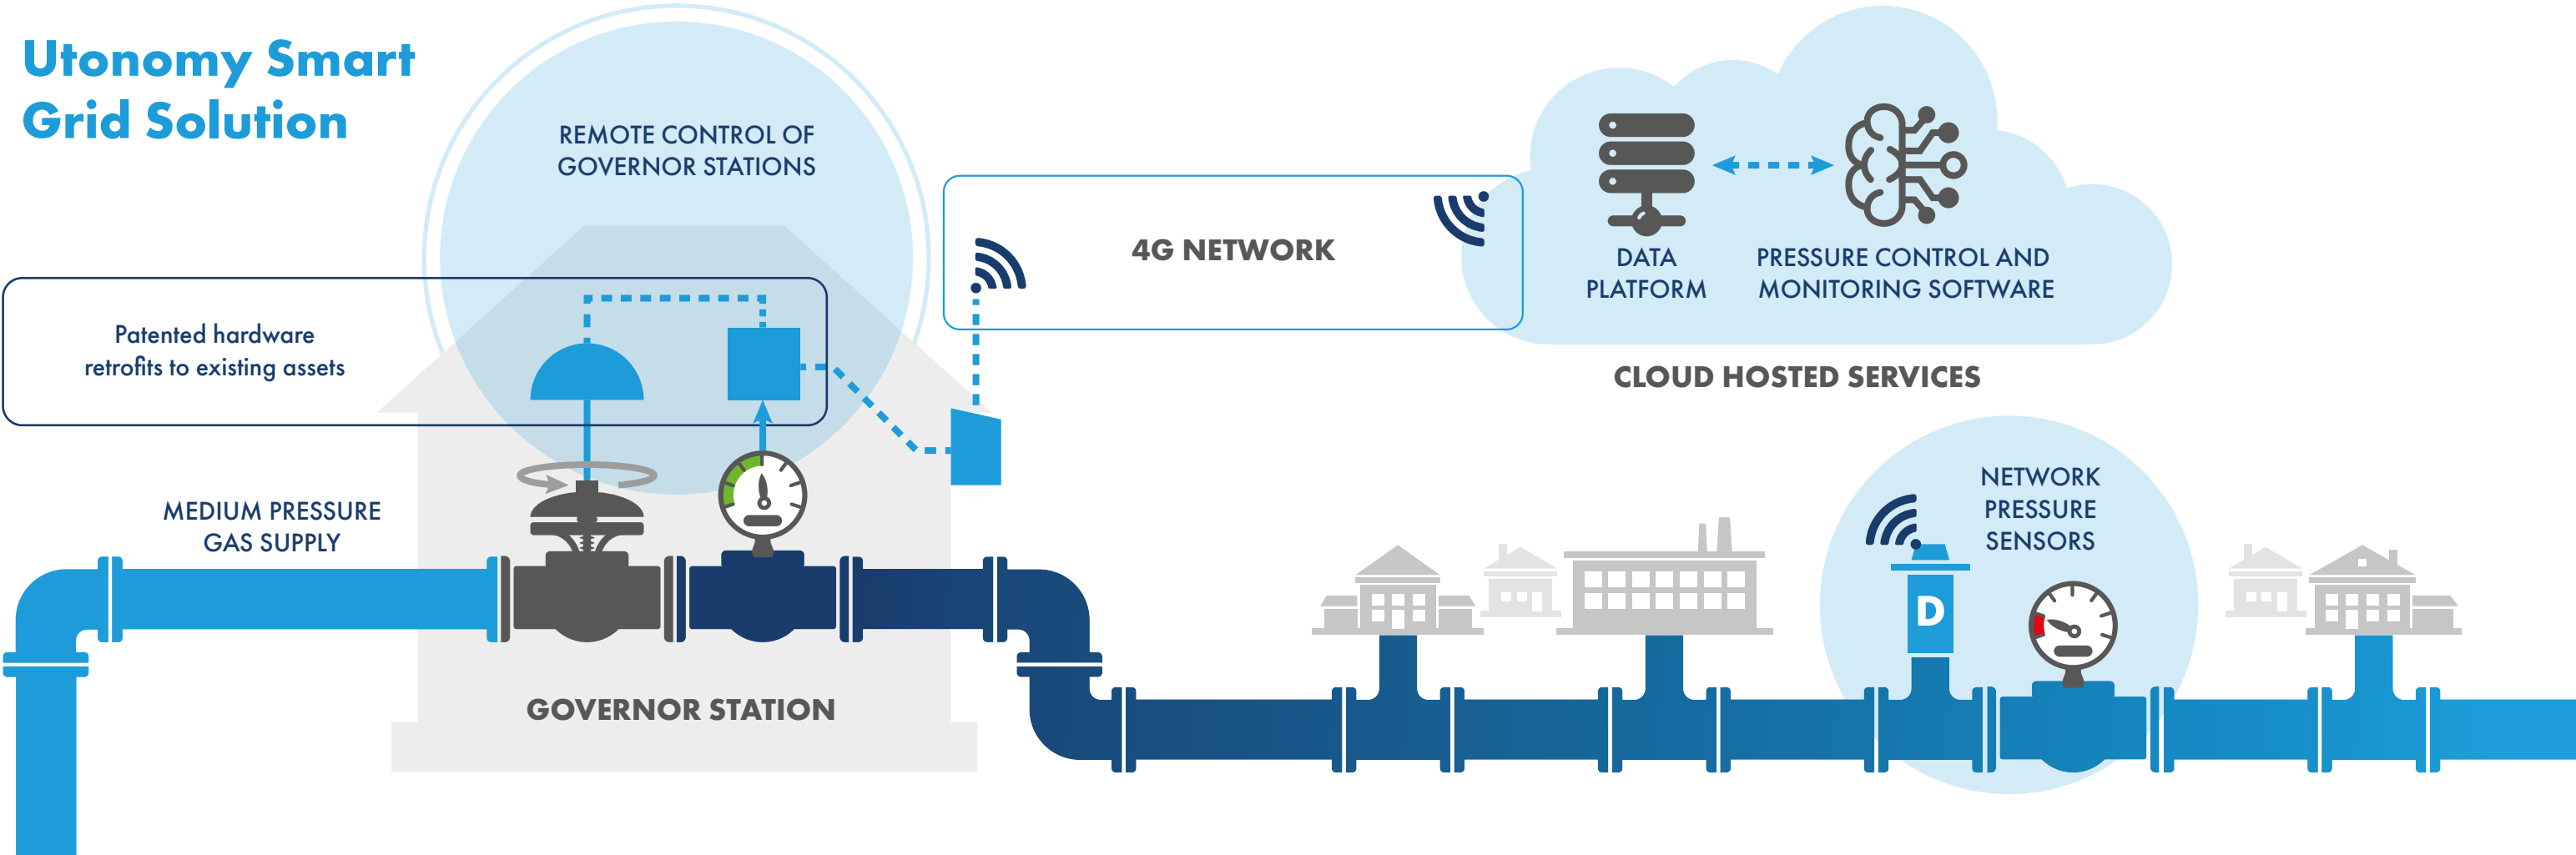 Utonomy Smart
Grid Solution
REMOTE CONTROL OF
GOVERNOR STATIONS
Patented hardware
retrofits to existing assets
4G NETWORK
DATA
PLATFORM
PRESSURE CONTROL AND
MONITORING SOFTWARE
CLOUD HOSTED SERVICES
MEDIUM PRESSURE
GAS SUPPLY
GOVERNOR STATION
NETWORK
PRESSURE
SENSORS
D